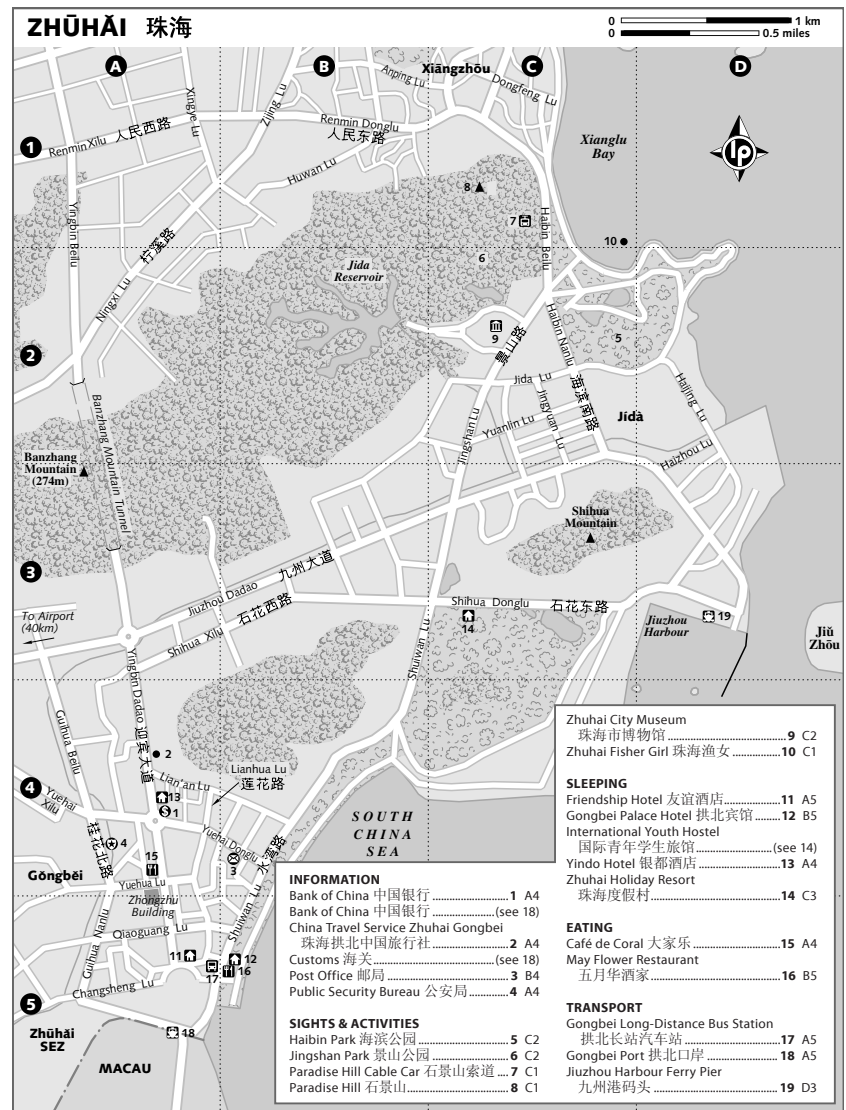 ZHŪHǍI 珠海
0 1 km
0 0.5 miles
A
B
C
D
Xiāngzhōu
Anping Lu
Dongfeng Lu
Xingye Lu
Zijing Lu
1
Renmin Xilu 人民西路
Renmin Donglu
人民东路
Huwan Lu
Xianglu
Bay
lp
8
7
Yingbin Beilu
Haibin Beilu
10
柠溪路
Ningxi Lu
6
Jida
Reservoir
2
9
景山路
Haibin Nanlu
海滨南路
5
Jida Lu
Jingyuan Lu
Yuanlin Lu
Jingshan Lu
Jídà
Haijing Lu
Haizhou Lu
Banzhang Mountain Tunnel
Banzhang
Mountain
(274m)
Shihua
Mountain
3
Jiuzhou Dadao 九州大道
Shihua Xilu 石花西路
Shihua Donglu 石花东路
14
Jiuzhou
Harbour
19
Jiǔ
Zhōu
To Airport
(40km)
Shuiwan Lu
Yingbin Dadao 迎宾大道
Guihua Beilu
2
4
Lian'an Lu
Lianhua Lu
莲花路
13
1
Yuehai
Xilu
Yuehai Donglu
桂花北路
4
15
3
Gǒngběi
Yuehua Lu
Zhongzhu
Building
Shuiwan Lu 水湾路
SOUTH
CHINA
SEA
Guihua Nanlu
Qiaoguang Lu
11
12
17
16
Changsheng Lu
5
18
Zhūhǎi
SEZ
MACAU
INFORMATION
Bank of China 中国银行 1 A4
Bank of China 中国银行 (see 18)
China Travel Service Zhuhai Gongbei
珠海拱北中国旅行社 2 A4
Customs 海关 (see 18)
Post Office 邮局 3 B4
Public Security Bureau 公安局 4 A4
SIGHTS & ACTIVITIES
Haibin Park 海滨公园 5 C2
Jingshan Park 景山公园 6 C2
Paradise Hill Cable Car 石景山索道 7 C1
Paradise Hill 石景山 8 C1
Zhuhai City Museum
珠海市博物馆 9 C2
Zhuhai Fisher Girl 珠海渔女 10 C1
SLEEPING
Friendship Hotel 友谊酒店 11 A5
Gongbei Palace Hotel 拱北宾馆 12 B5
International Youth Hostel
国际青年学生旅馆 (see 14)
Yindo Hotel 银都酒店 13 A4
Zhuhai Holiday Resort
珠海度假村 14 C3
EATING
Café de Coral 大家乐 15 A4
May Flower Restaurant
五月华酒家 16 B5
TRANSPORT
Gongbei Long-Distance Bus Station
拱北长站汽车站 17 A5
Gongbei Port 拱北口岸 18 A5
Jiuzhou Harbour Ferry Pier
九州港码头 19 D3